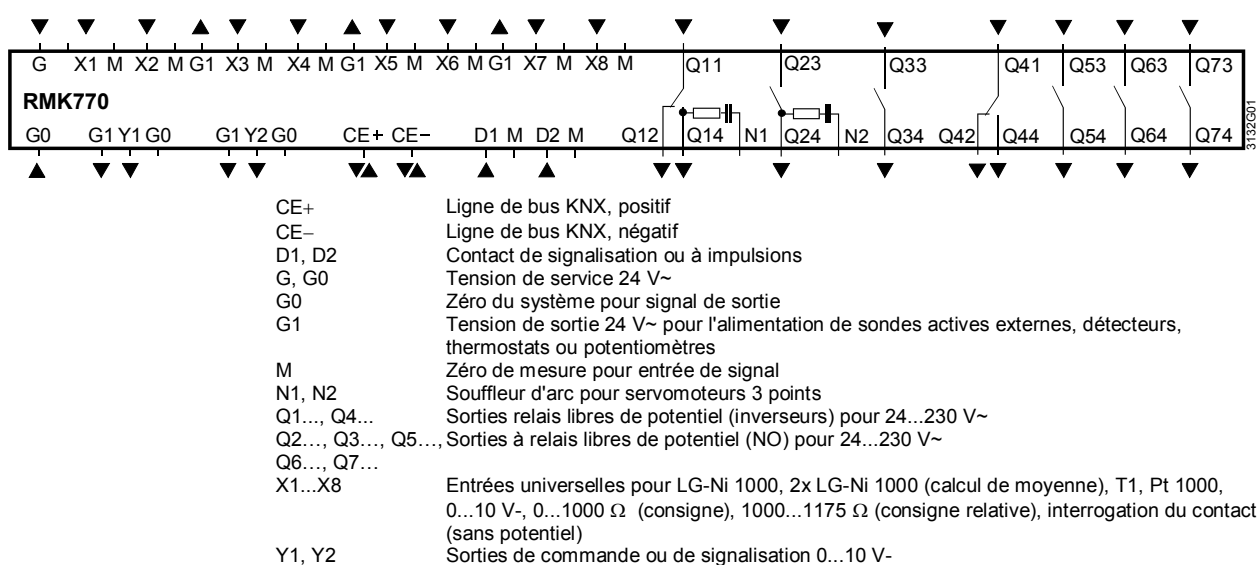 G X1 M X2 M G1 X3 M X4 M G1 X5 M X6 M G1 X7 M X8 M Q11 Q23 Q33 Q41 Q53 Q63 Q73
RMK770
G0 G1 Y1 G0 G1 Y2 G0 CE+ CE− D1 M D2 M Q12 Q14 N1 Q24 N2 Q34 Q42 Q44 Q54 Q64 Q74
3132G01
CE+ Ligne de bus KNX, positif
CE− Ligne de bus KNX, négatif
D1, D2 Contact de signalisation ou à impulsions
G, G0 Tension de service 24 V~
G0 Zéro du système pour signal de sortie
G1 Tension de sortie 24 V~ pour l'alimentation de sondes actives externes, détecteurs,
thermostats ou potentiomètres
M Zéro de mesure pour entrée de signal
N1, N2 Souffleur d'arc pour servomoteurs 3 points
Q1..., Q4... Sorties relais libres de potentiel (inverseurs) pour 24...230 V~
Q2…, Q3…, Q5…, Sorties à relais libres de potentiel (NO) pour 24...230 V~
Q6…, Q7…
X1...X8 Entrées universelles pour LG-Ni 1000, 2x LG-Ni 1000 (calcul de moyenne), T1, Pt 1000,
0...10 V-, 0...1000 Ω (consigne), 1000...1175 Ω (consigne relative), interrogation du contact
(sans potentiel)
Y1, Y2 Sorties de commande ou de signalisation 0...10 V-